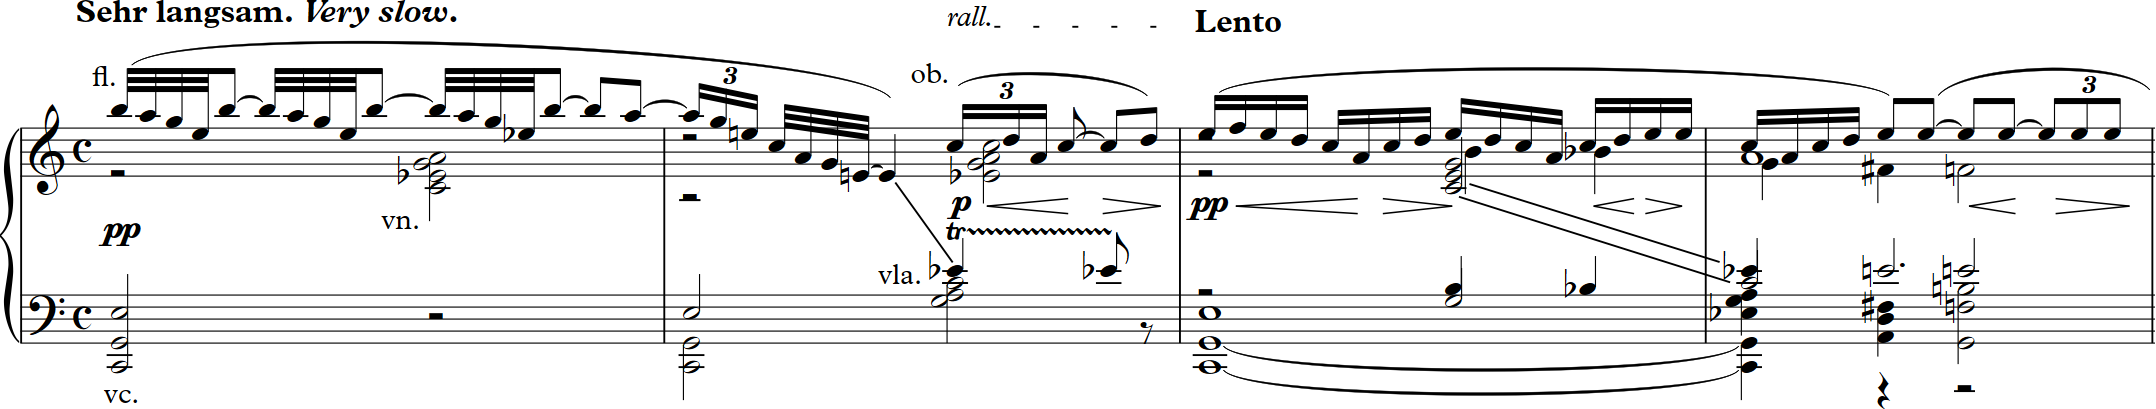 Sehr langsam. Very slow.
rall.
Lento
fl.
3
ob.
3
3
vn.
pp
p
pp
tr
vla.
vc.